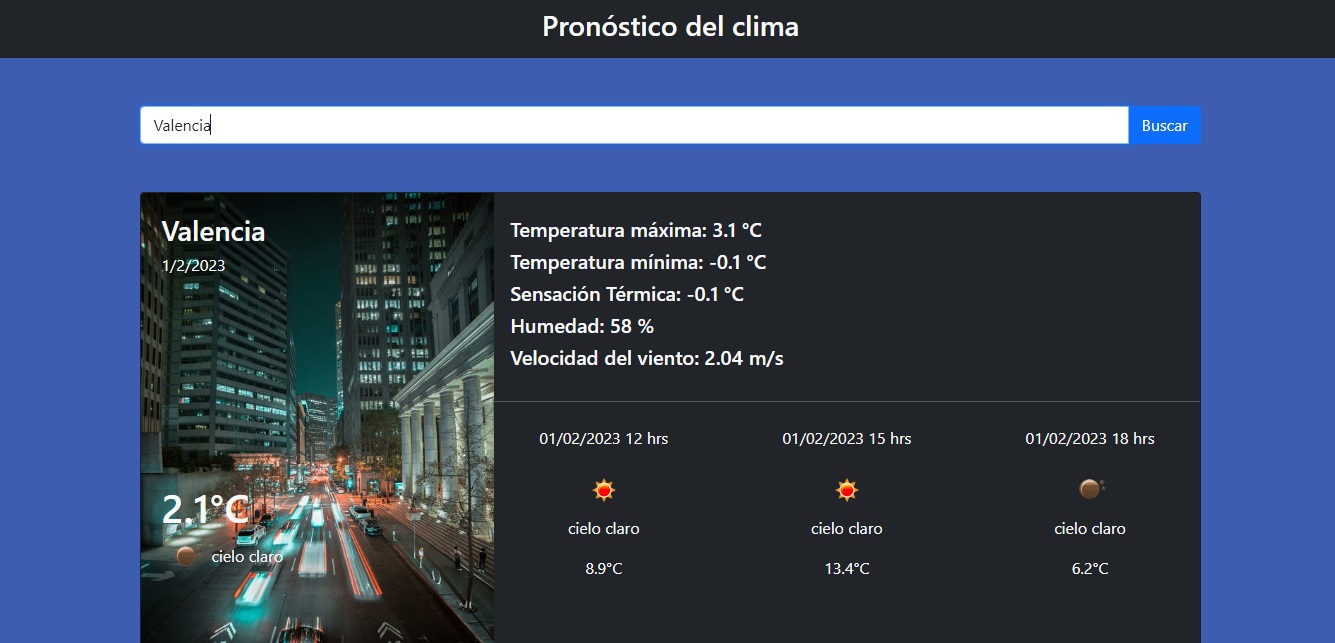 Pronóstico del clima
Valencia
Buscar
Valencia
1/2/2023
2.1°C
cielo claro
Temperatura máxima: 3.1 °C
Temperatura mínima: -0.1 °C
Sensación Térmica: -0.1 °C
Humedad: 58 %
Velocidad del viento: 2.04 m/s
01/02/2023 12 hrs
cielo claro
8.9°C
01/02/2023 15 hrs
cielo claro
13.4°C
01/02/2023 18 hrs
cielo claro
6.2°C